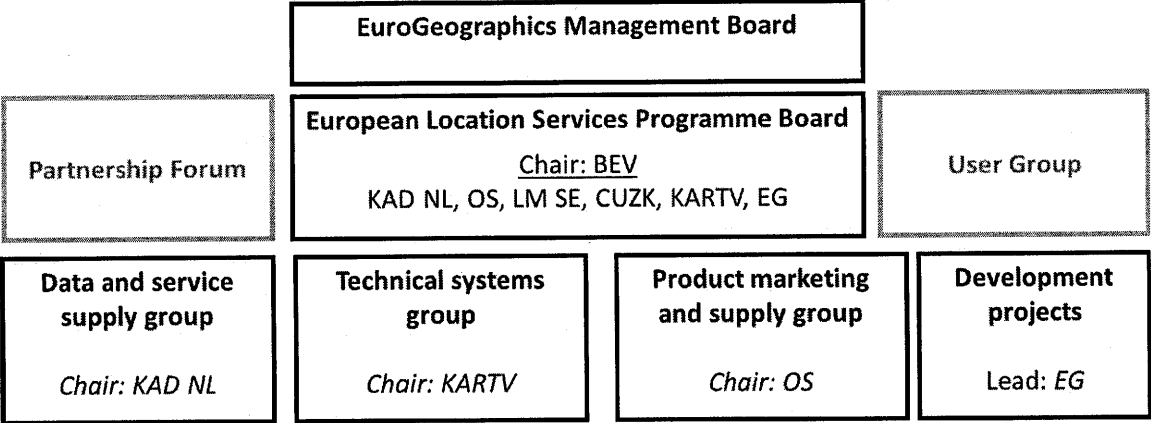 EuroGeographics Management Board
European Location Services Programme Board
Chair: BEV
KAD NL, OS, LM SE, CUZK, KARTV, EG
Partnership Forum
User Group
Data and service
supply group
Chair: KAD NL
Technical systems
group
Chair: KARTV
Product marketing
and supply group
Chair: OS
Development
projects
Lead: EG